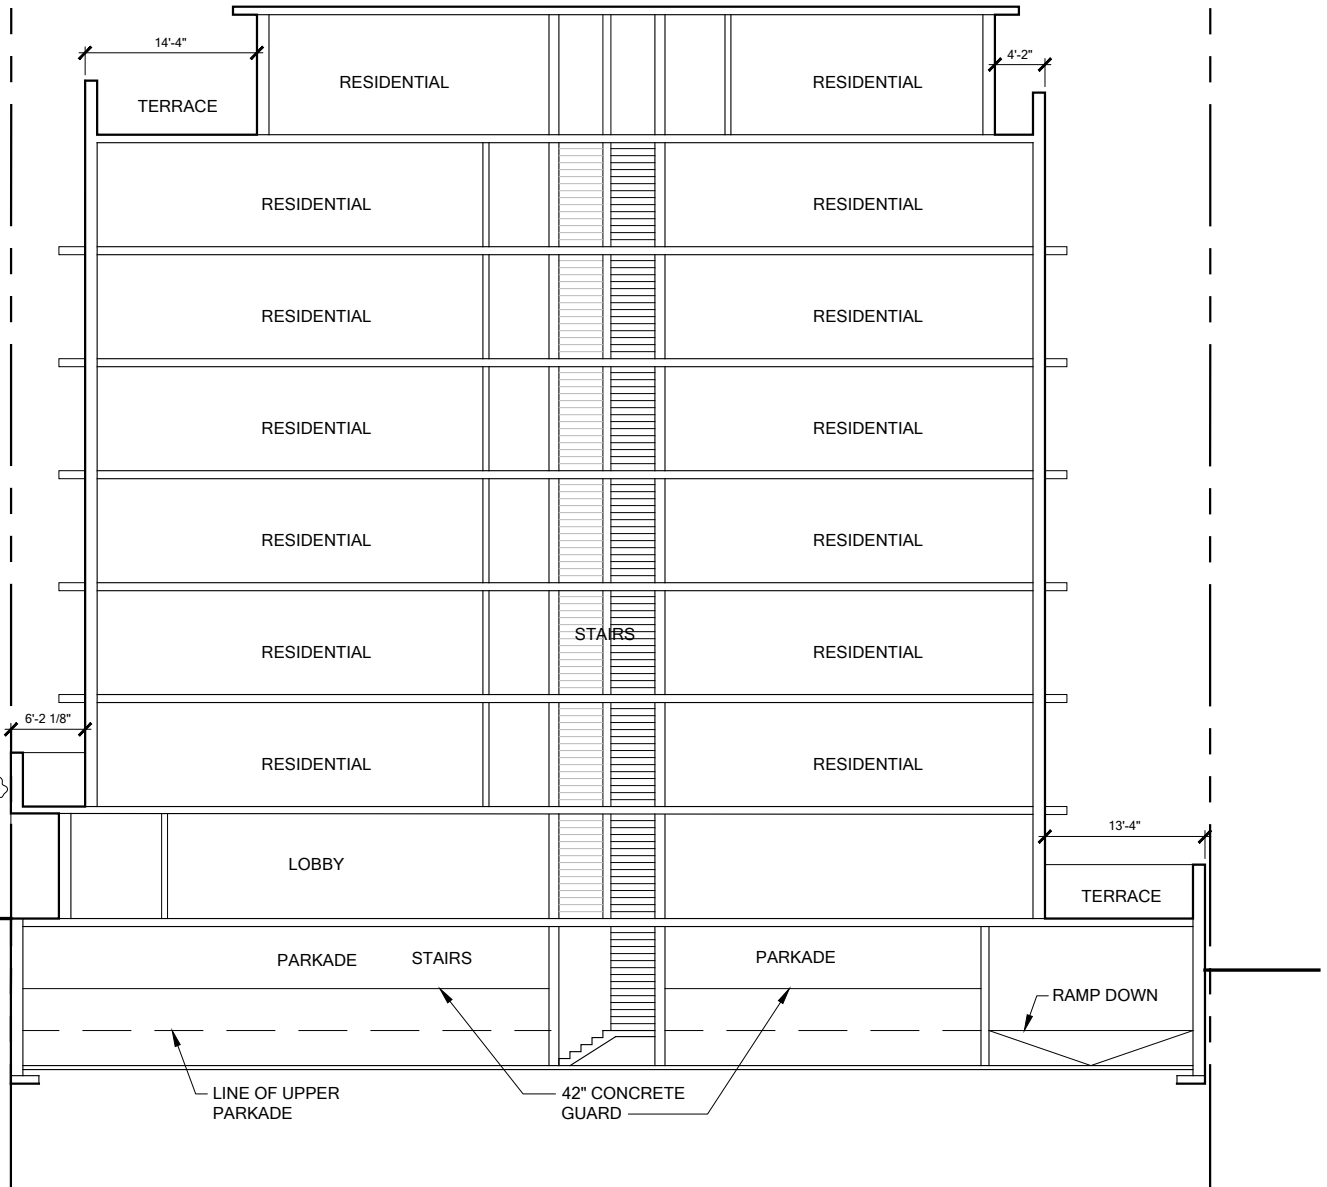 14'-4"
4'-2"
RESIDENTIAL RESIDENTIAL
TERRACE
RESIDENTIAL RESIDENTIAL
RESIDENTIAL RESIDENTIAL
RESIDENTIAL RESIDENTIAL
RESIDENTIAL RESIDENTIAL
STAIRS
RESIDENTIAL RESIDENTIAL
6'-2 1/8"
RESIDENTIAL RESIDENTIAL
13'-4"
LOBBY
TERRACE
PARKADE STAIRS PARKADE
RAMP DOWN
LINE OF UPPER
PARKADE
42" CONCRETE
GUARD